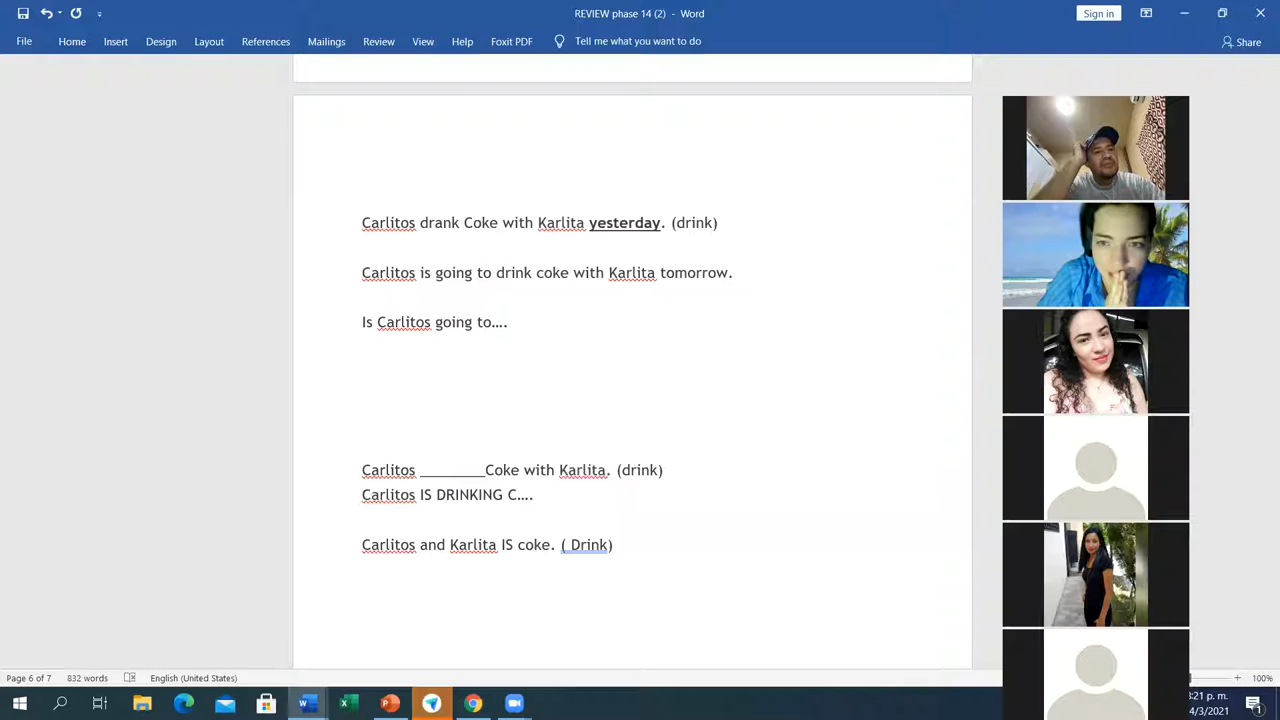 REVIEW phase 14 (2) - Word
Sign in
File Home Insert Design Layout References Mailings Review View Help Foxit PDF Tell me what you want to do Share
Carlitos drank Coke with Karlita yesterday. (drink)
Carlitos is going to drink coke with Karlita tomorrow.
Is Carlitos going to….
Carlitos ________Coke with Karlita. (drink)
Carlitos IS DRINKING C….
Carlitos and Karlita IS coke. ( Drink)
Page 6 of 7 832 words English (United States) 100%
:21 p. m.
4/3/2021